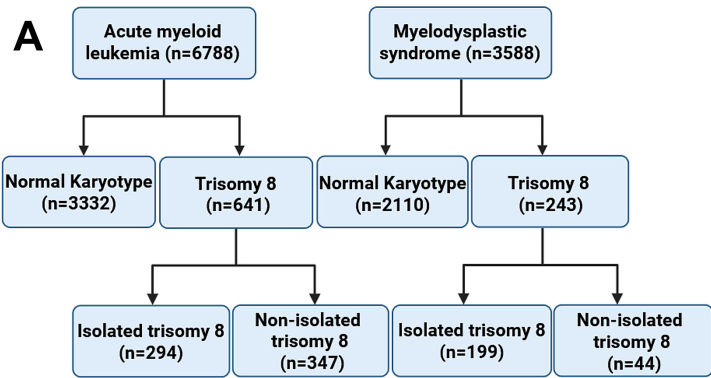 A
Acute myeloid
leukemia (n=6788)
Myelodysplastic
syndrome (n=3588)
Normal Karyotype
(n=3332)
Trisomy 8
(n=641)
Normal Karyotype
(n=2110)
Trisomy 8
(n=243)
Isolated trisomy 8
(n=294)
Non-isolated
trisomy 8
(n=347)
Isolated trisomy 8
(n=199)
Non-isolated
trisomy 8
(n=44)